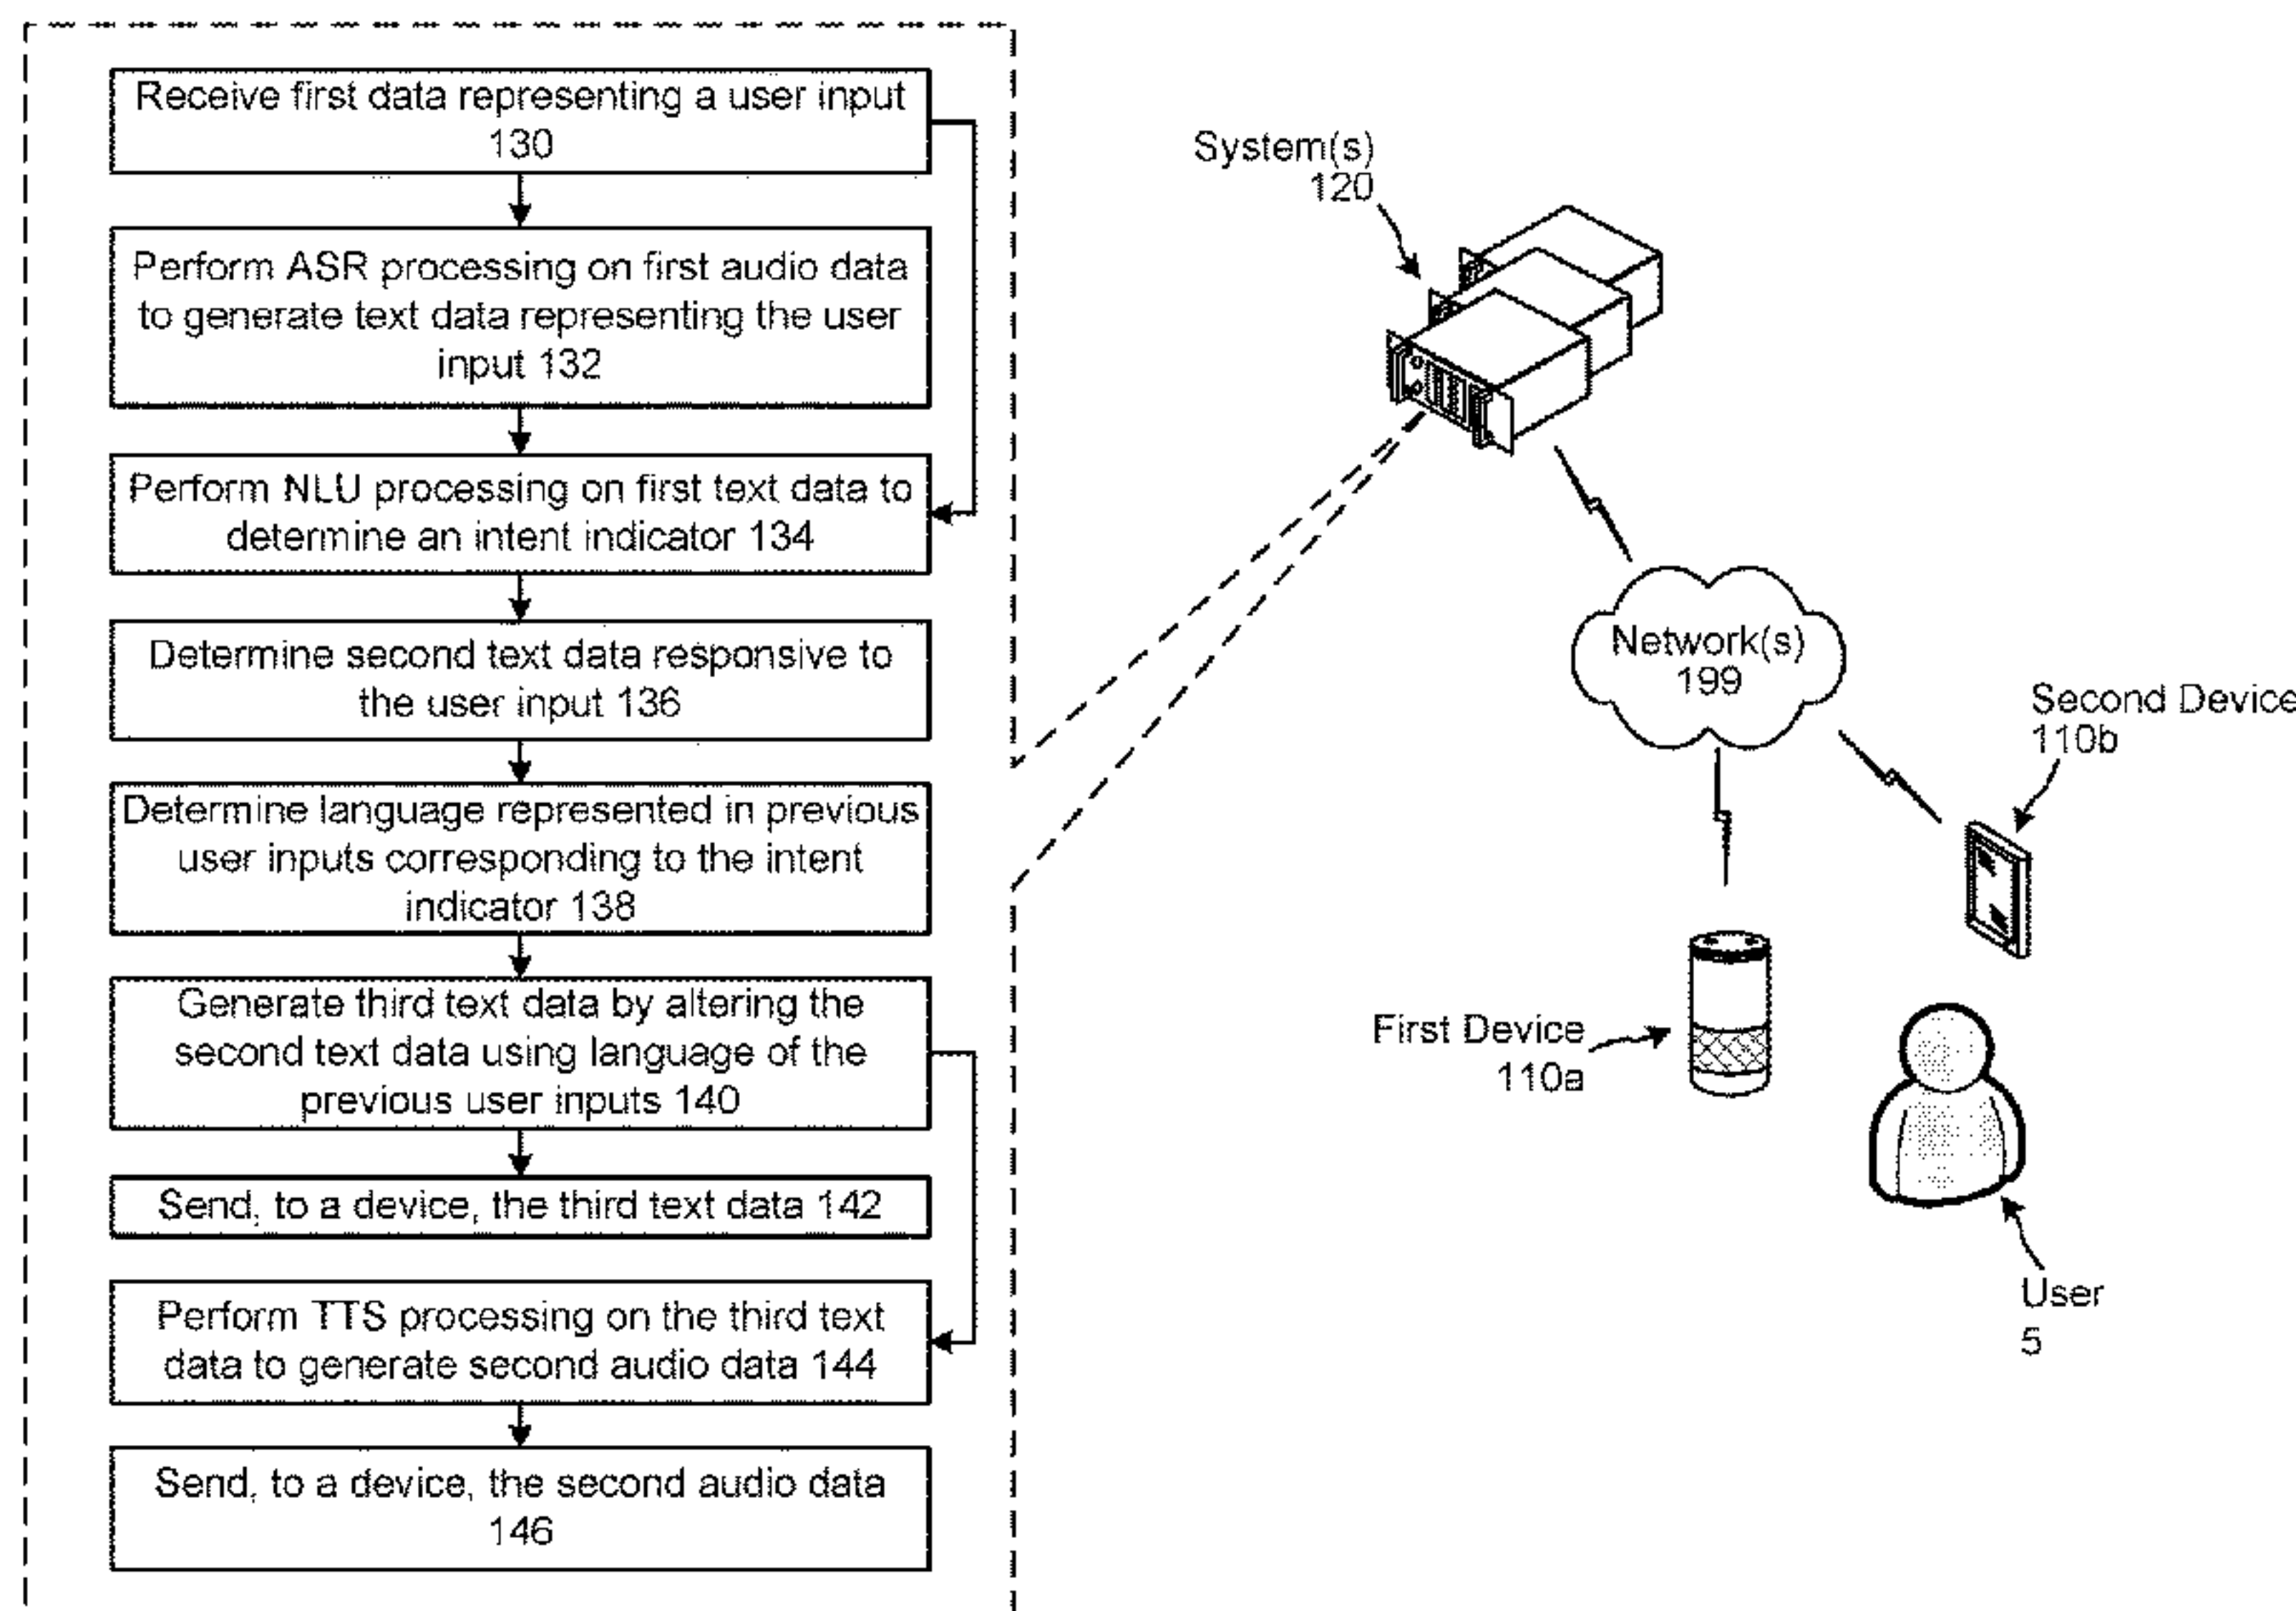 Receive first data representing a user input
130
Perform ASR processing on first audio data
to generate text data representing the user
input 132
Perform NLU processing on first text data to
determine an intent indicator 134
Determine second text data responsive to
the user input 136
Determine language represented in previous
user inputs corresponding to the intent
indicator 138
Generate third text data by altering the
second text data using language of the
previous user inputs 140
Send, to a device, the third text data 142
Perform TTS processing on the third text
data to generate second audio data 144
Send, to a device, the second audio data
146
System(s)
120
Network(s)
199
Second Device
110b
First Device
110a
User
5